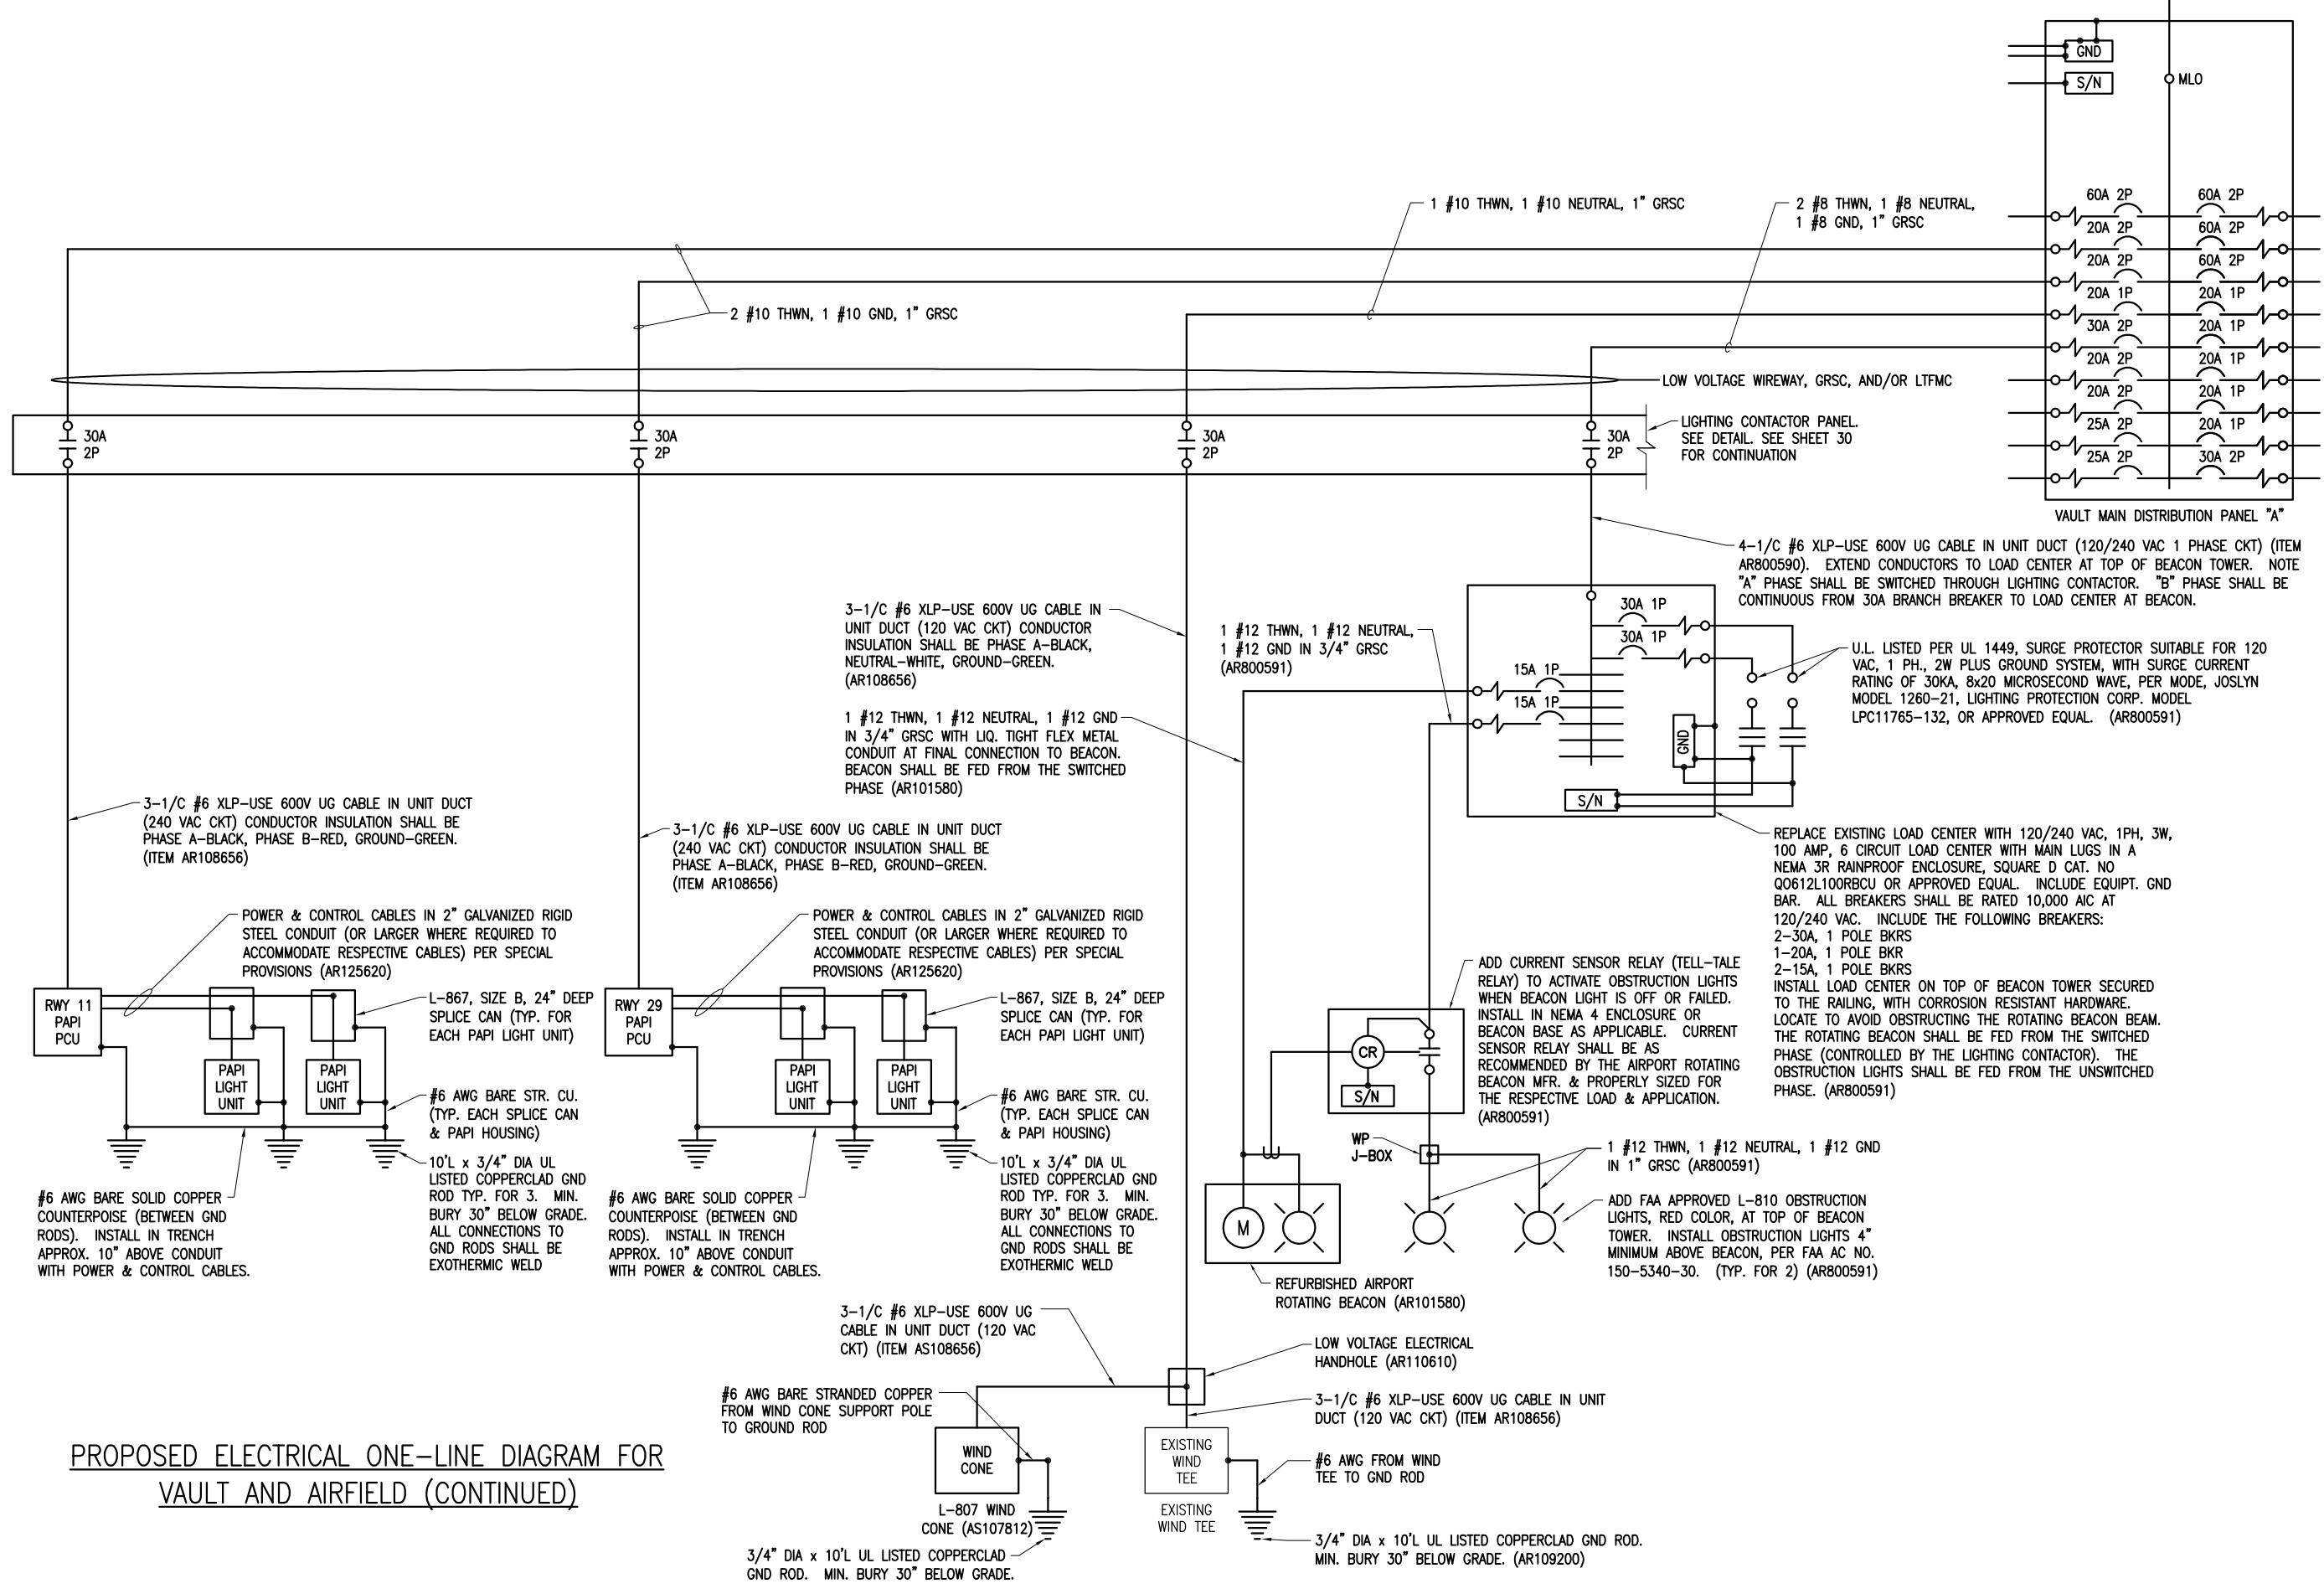 GND
S/N
MLO
60A 2P
60A 2P
20A 2P
60A 2P
20A 2P
60A 2P
20A 1P
20A 1P
30A 2P
20A 1P
20A 2P
20A 1P
20A 2P
20A 1P
25A 2P
20A 1P
25A 2P
30A 2P
VAULT MAIN DISTRIBUTION PANEL "A"
1 #10 THWN, 1 #10 NEUTRAL, 1" GRSC
2 #8 THWN, 1 #8 NEUTRAL,
1 #8 GND, 1" GRSC
2 #10 THWN, 1 #10 GND, 1" GRSC
LOW VOLTAGE WIREWAY, GRSC, AND/OR LTFMC
30A
2P
30A
2P
30A
2P
30A
2P
LIGHTING CONTACTOR PANEL.
SEE DETAIL. SEE SHEET 30
FOR CONTINUATION
4-1/C #6 XLP-USE 600V UG CABLE IN UNIT DUCT (120/240 VAC 1 PHASE CKT) (ITEM
AR800590). EXTEND CONDUCTORS TO LOAD CENTER AT TOP OF BEACON TOWER. NOTE
"A" PHASE SHALL BE SWITCHED THROUGH LIGHTING CONTACTOR. "B" PHASE SHALL BE
CONTINUOUS FROM 30A BRANCH BREAKER TO LOAD CENTER AT BEACON.
3-1/C #6 XLP-USE 600V UG CABLE IN
UNIT DUCT (120 VAC CKT) CONDUCTOR
INSULATION SHALL BE PHASE A-BLACK,
NEUTRAL-WHITE, GROUND-GREEN.
(AR108656)
1 #12 THWN, 1 #12 NEUTRAL,
1 #12 GND IN 3/4" GRSC
(AR800591)
30A 1P
30A 1P
15A 1P
15A 1P
GND
S/N
U.L. LISTED PER UL 1449, SURGE PROTECTOR SUITABLE FOR 120
VAC, 1 PH., 2W PLUS GROUND SYSTEM, WITH SURGE CURRENT
RATING OF 30KA, 8x20 MICROSECOND WAVE, PER MODE, JOSLYN
MODEL 1260-21, LIGHTING PROTECTION CORP. MODEL
LPC11765-132, OR APPROVED EQUAL. (AR800591)
1 #12 THWN, 1 #12 NEUTRAL, 1 #12 GND
IN 3/4" GRSC WITH LIQ. TIGHT FLEX METAL
CONDUIT AT FINAL CONNECTION TO BEACON.
BEACON SHALL BE FED FROM THE SWITCHED
PHASE (AR101580)
3-1/C #6 XLP-USE 600V UG CABLE IN UNIT DUCT
(240 VAC CKT) CONDUCTOR INSULATION SHALL BE
PHASE A-BLACK, PHASE B-RED, GROUND-GREEN.
(ITEM AR108656)
3-1/C #6 XLP-USE 600V UG CABLE IN UNIT DUCT
(240 VAC CKT) CONDUCTOR INSULATION SHALL BE
PHASE A-BLACK, PHASE B-RED, GROUND-GREEN.
(ITEM AR108656)
REPLACE EXISTING LOAD CENTER WITH 120/240 VAC, 1PH, 3W,
100 AMP, 6 CIRCUIT LOAD CENTER WITH MAIN LUGS IN A
NEMA 3R RAINPROOF ENCLOSURE, SQUARE D CAT. NO
QO612L100RBCU OR APPROVED EQUAL. INCLUDE EQUIPT. GND
BAR. ALL BREAKERS SHALL BE RATED 10,000 AIC AT
120/240 VAC. INCLUDE THE FOLLOWING BREAKERS:
2-30A, 1 POLE BKRS
1-20A, 1 POLE BKR
2-15A, 1 POLE BKRS
INSTALL LOAD CENTER ON TOP OF BEACON TOWER SECURED
TO THE RAILING, WITH CORROSION RESISTANT HARDWARE.
LOCATE TO AVOID OBSTRUCTING THE ROTATING BEACON BEAM.
THE ROTATING BEACON SHALL BE FED FROM THE SWITCHED
PHASE (CONTROLLED BY THE LIGHTING CONTACTOR). THE
OBSTRUCTION LIGHTS SHALL BE FED FROM THE UNSWITCHED
PHASE. (AR800591)
POWER & CONTROL CABLES IN 2" GALVANIZED RIGID
STEEL CONDUIT (OR LARGER WHERE REQUIRED TO
ACCOMMODATE RESPECTIVE CABLES) PER SPECIAL
PROVISIONS (AR125620)
POWER & CONTROL CABLES IN 2" GALVANIZED RIGID
STEEL CONDUIT (OR LARGER WHERE REQUIRED TO
ACCOMMODATE RESPECTIVE CABLES) PER SPECIAL
PROVISIONS (AR125620)
RWY 11
PAPI
PCU
PAPI
LIGHT
UNIT
PAPI
LIGHT
UNIT
L-867, SIZE B, 24" DEEP
SPLICE CAN (TYP. FOR
EACH PAPI LIGHT UNIT)
#6 AWG BARE STR. CU.
(TYP. EACH SPLICE CAN
& PAPI HOUSING)
10'L x 3/4" DIA UL
LISTED COPPERCLAD GND
ROD TYP. FOR 3. MIN.
BURY 30" BELOW GRADE.
ALL CONNECTIONS TO
GND RODS SHALL BE
EXOTHERMIC WELD
#6 AWG BARE SOLID COPPER
COUNTERPOISE (BETWEEN GND
RODS). INSTALL IN TRENCH
APPROX. 10" ABOVE CONDUIT
WITH POWER & CONTROL CABLES.
RWY 29
PAPI
PCU
PAPI
LIGHT
UNIT
PAPI
LIGHT
UNIT
L-867, SIZE B, 24" DEEP
SPLICE CAN (TYP. FOR
EACH PAPI LIGHT UNIT)
#6 AWG BARE STR. CU.
(TYP. EACH SPLICE CAN
& PAPI HOUSING)
10'L x 3/4" DIA UL
LISTED COPPERCLAD GND
ROD TYP. FOR 3. MIN.
BURY 30" BELOW GRADE.
ALL CONNECTIONS TO
GND RODS SHALL BE
EXOTHERMIC WELD
#6 AWG BARE SOLID COPPER
COUNTERPOISE (BETWEEN GND
RODS). INSTALL IN TRENCH
APPROX. 10" ABOVE CONDUIT
WITH POWER & CONTROL CABLES.
ADD CURRENT SENSOR RELAY (TELL-TALE
RELAY) TO ACTIVATE OBSTRUCTION LIGHTS
WHEN BEACON LIGHT IS OFF OR FAILED.
INSTALL IN NEMA 4 ENCLOSURE OR
BEACON BASE AS APPLICABLE. CURRENT
SENSOR RELAY SHALL BE AS
RECOMMENDED BY THE AIRPORT ROTATING
BEACON MFR. & PROPERLY SIZED FOR
THE RESPECTIVE LOAD & APPLICATION.
(AR800591)
CR
S/N
WP
J-BOX
1 #12 THWN, 1 #12 NEUTRAL, 1 #12 GND
IN 1" GRSC (AR800591)
ADD FAA APPROVED L-810 OBSTRUCTION
LIGHTS, RED COLOR, AT TOP OF BEACON
TOWER. INSTALL OBSTRUCTION LIGHTS 4"
MINIMUM ABOVE BEACON, PER FAA AC NO.
150-5340-30. (TYP. FOR 2) (AR800591)
M
REFURBISHED AIRPORT
ROTATING BEACON (AR101580)
3-1/C #6 XLP-USE 600V UG
CABLE IN UNIT DUCT (120 VAC
CKT) (ITEM AS108656)
LOW VOLTAGE ELECTRICAL
HANDHOLE (AR110610)
#6 AWG BARE STRANDED COPPER
FROM WIND CONE SUPPORT POLE
TO GROUND ROD
3-1/C #6 XLP-USE 600V UG CABLE IN UNIT
DUCT (120 VAC CKT) (ITEM AR108656)
WIND
CONE
L-807 WIND
CONE (AS107812)
EXISTING
WIND
TEE
EXISTING
WIND TEE
#6 AWG FROM WIND
TEE TO GND ROD
3/4" DIA x 10'L UL LISTED COPPERCLAD
GND ROD. MIN. BURY 30" BELOW GRADE.
3/4" DIA x 10'L UL LISTED COPPERCLAD GND ROD.
MIN. BURY 30" BELOW GRADE. (AR109200)
PROPOSED ELECTRICAL ONE-LINE DIAGRAM FOR
VAULT AND AIRFIELD (CONTINUED)